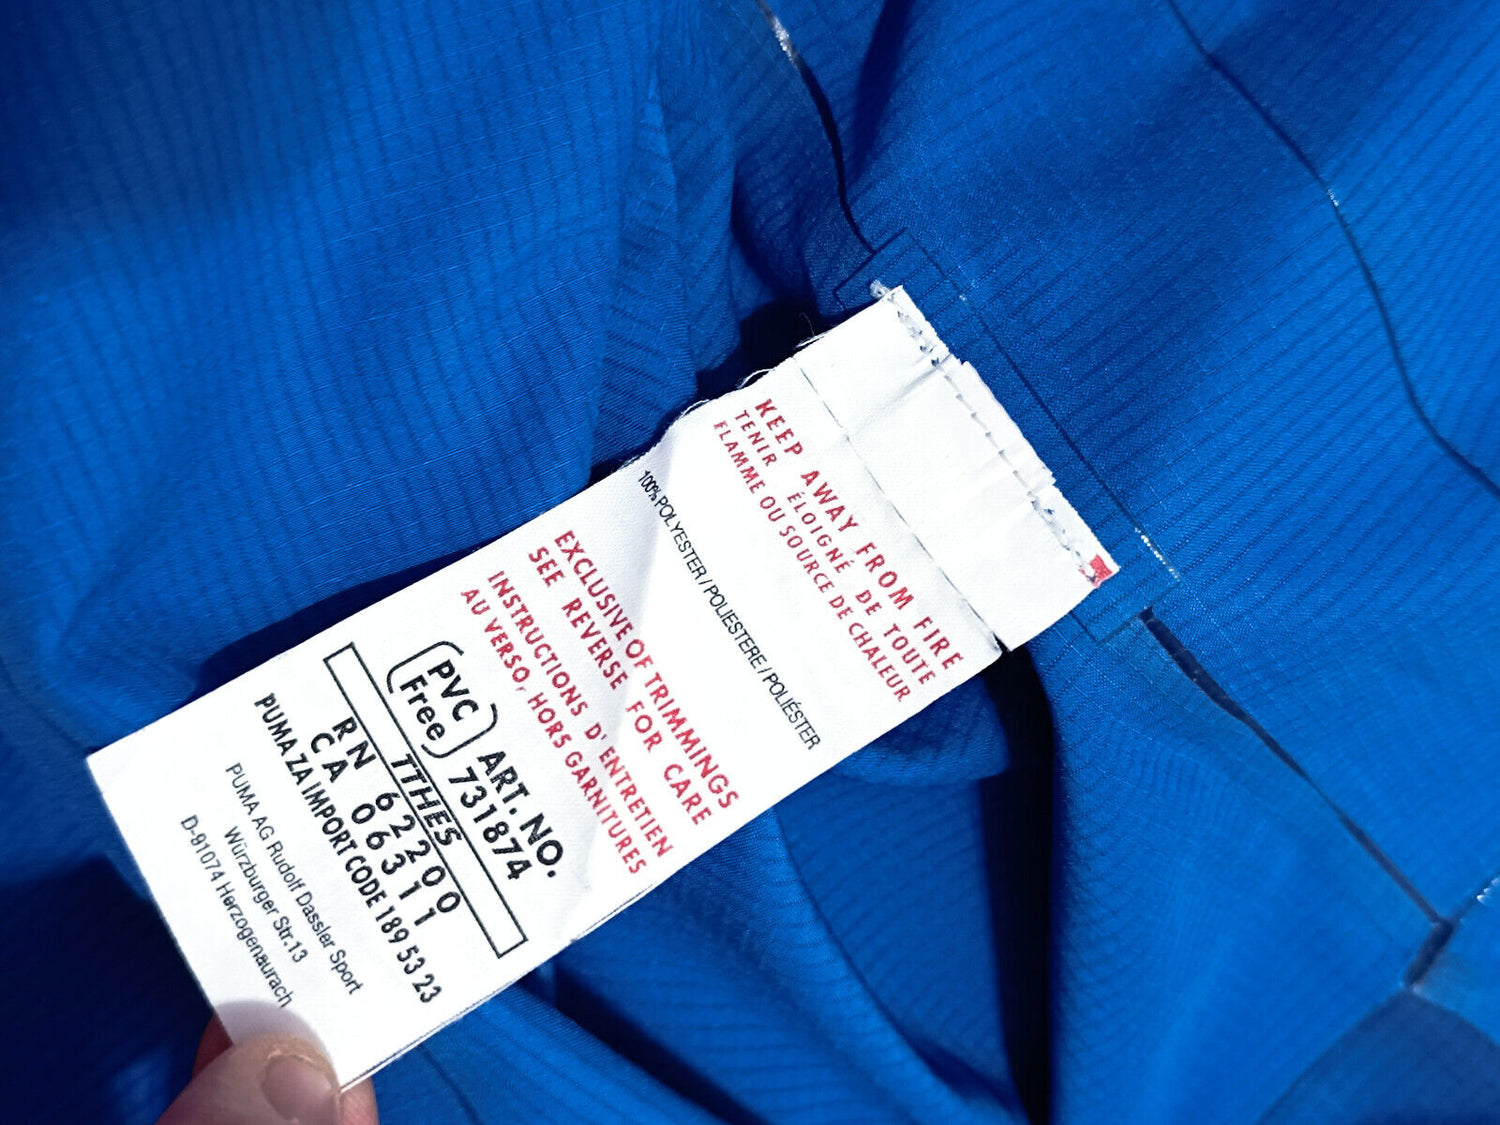 KEEP AWAY FROM FIRE
TENIR ÉLOIGNÉ DE TOUTE
FLAMME OU SOURCE DE CHALEUR
100% POLYESTER / POLIESTERE / POLIÉSTER
EXCLUSIVE OF TRIMMINGS
SEE REVERSE FOR CARE
INSTRUCTIONS D'ENTRETIEN
AU VERSO, HORS GARNITURES
PVC
Free
ART. NO.
731874
TTHES
RN 62200
CA 06311
PUMA ZA IMPORT CODE 189 53 23
PUMA AG Rudolf Dassler Sport
Würzburger Str.13
D-91074 Herzogenaurach